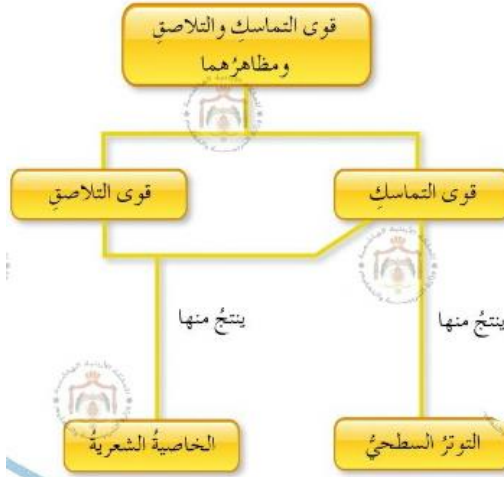 قوى التماسكِ والتلاصقِ
ومظاهرُهما
قوى التماسكِ
قوى التلاصقِ
ينتجُ منها
ينتجُ منها
التوترُ السطحيُّ
الخاصيةُ الشعريةُ